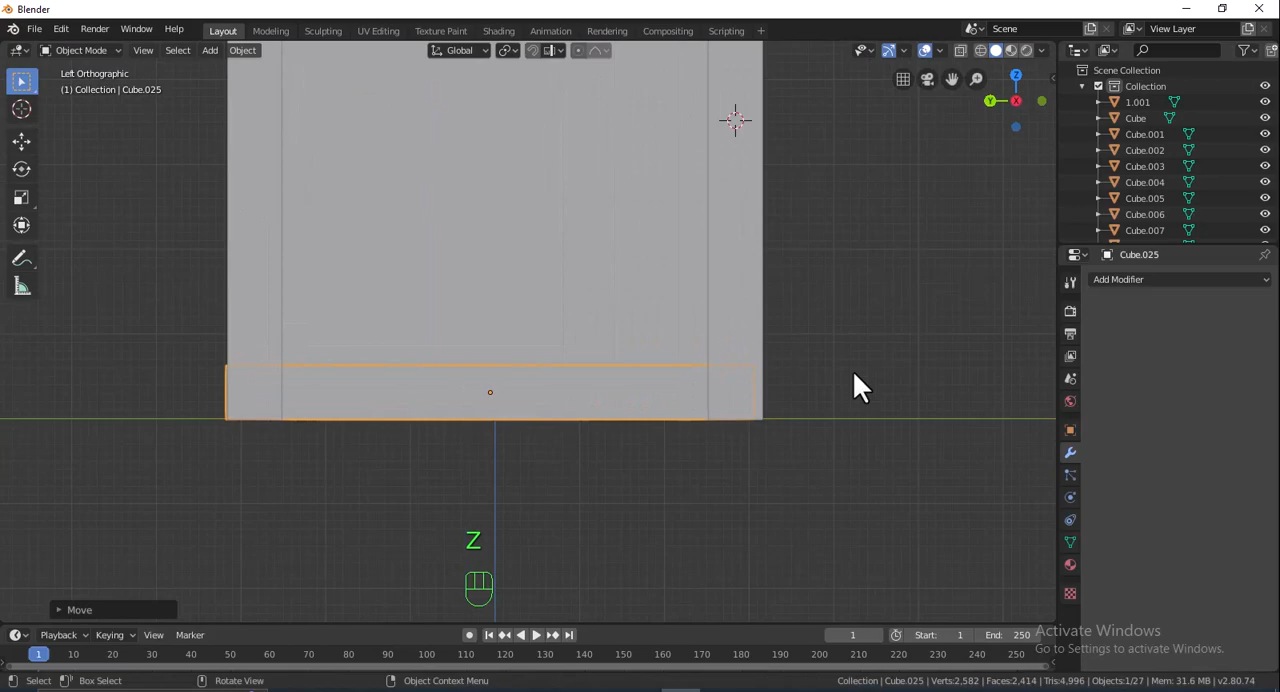 Blender
File Edit Render Window Help
Layout Modeling Sculpting UV Editing Texture Paint Shading Animation Rendering Compositing Scripting +
Scene
View Layer
Object Mode View Select Add Object
Global
Left Orthographic
(1) Collection | Cube.025
Z
Y
X
Scene Collection
Collection
1.001
Cube
Cube.001
Cube.002
Cube.003
Cube.004
Cube.005
Cube.006
Cube.007
Cube.025
Add Modifier
Z
Move
Playback Keying View Marker
1
Start: 1
End: 250
1 10 20 30 40 50 60 70 80 90 100 110 120 130 140 150 160 170 180 190 200 210 220 230 240 250
Activate Windows
Go to Settings to activate Windows.
Select Box Select Rotate View Object Context Menu
Collection | Cube.025 | Verts:2,582 | Faces:2,414 | Tris:4,996 | Objects:1/27 | Mem: 31.6 MB | v2.80.74